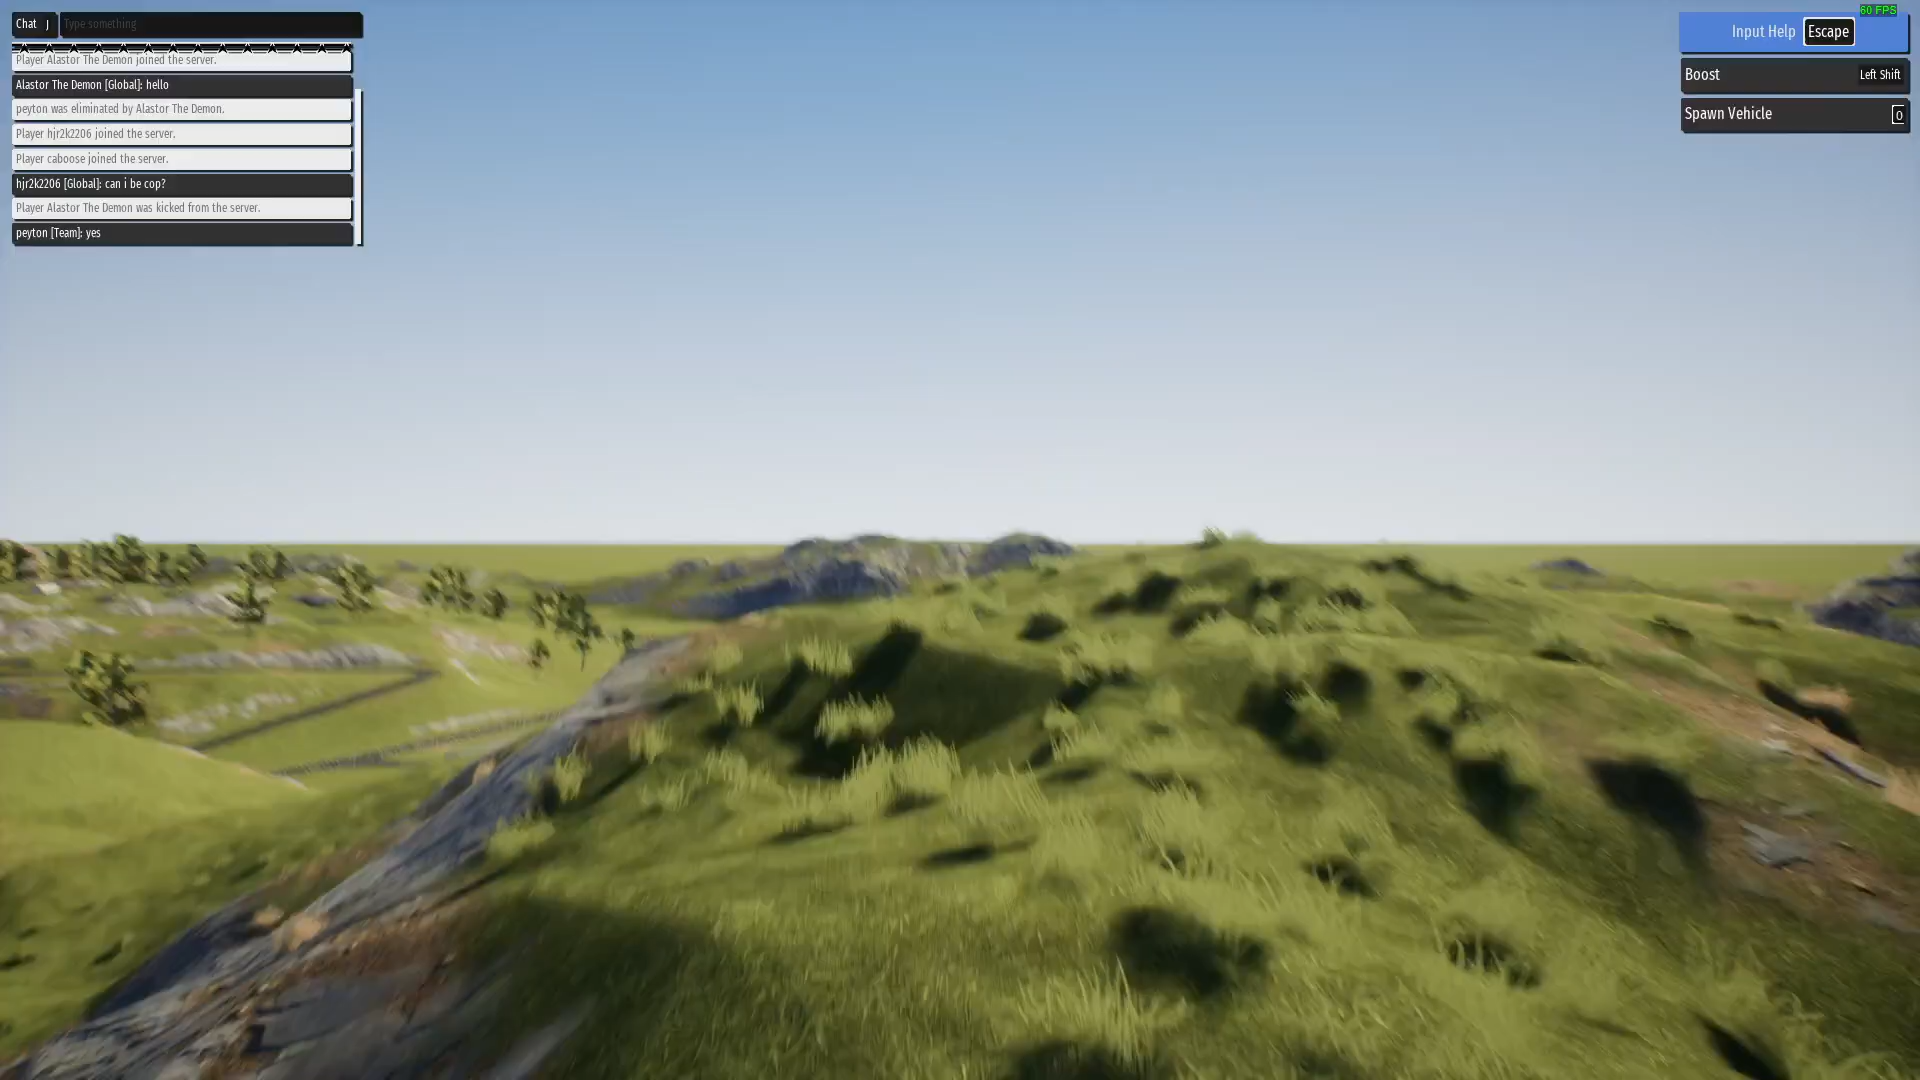 Chat J Type something
Player Alastor The Demon joined the server.
Alastor The Demon [Global]: hello
peyton was eliminated by Alastor The Demon.
Player hjr2k2206 joined the server.
Player caboose joined the server.
hjr2k2206 [Global]: can i be cop?
Player Alastor The Demon was kicked from the server.
peyton [Team]: yes
60 FPS
Input Help Escape
Boost Left Shift
Spawn Vehicle 0